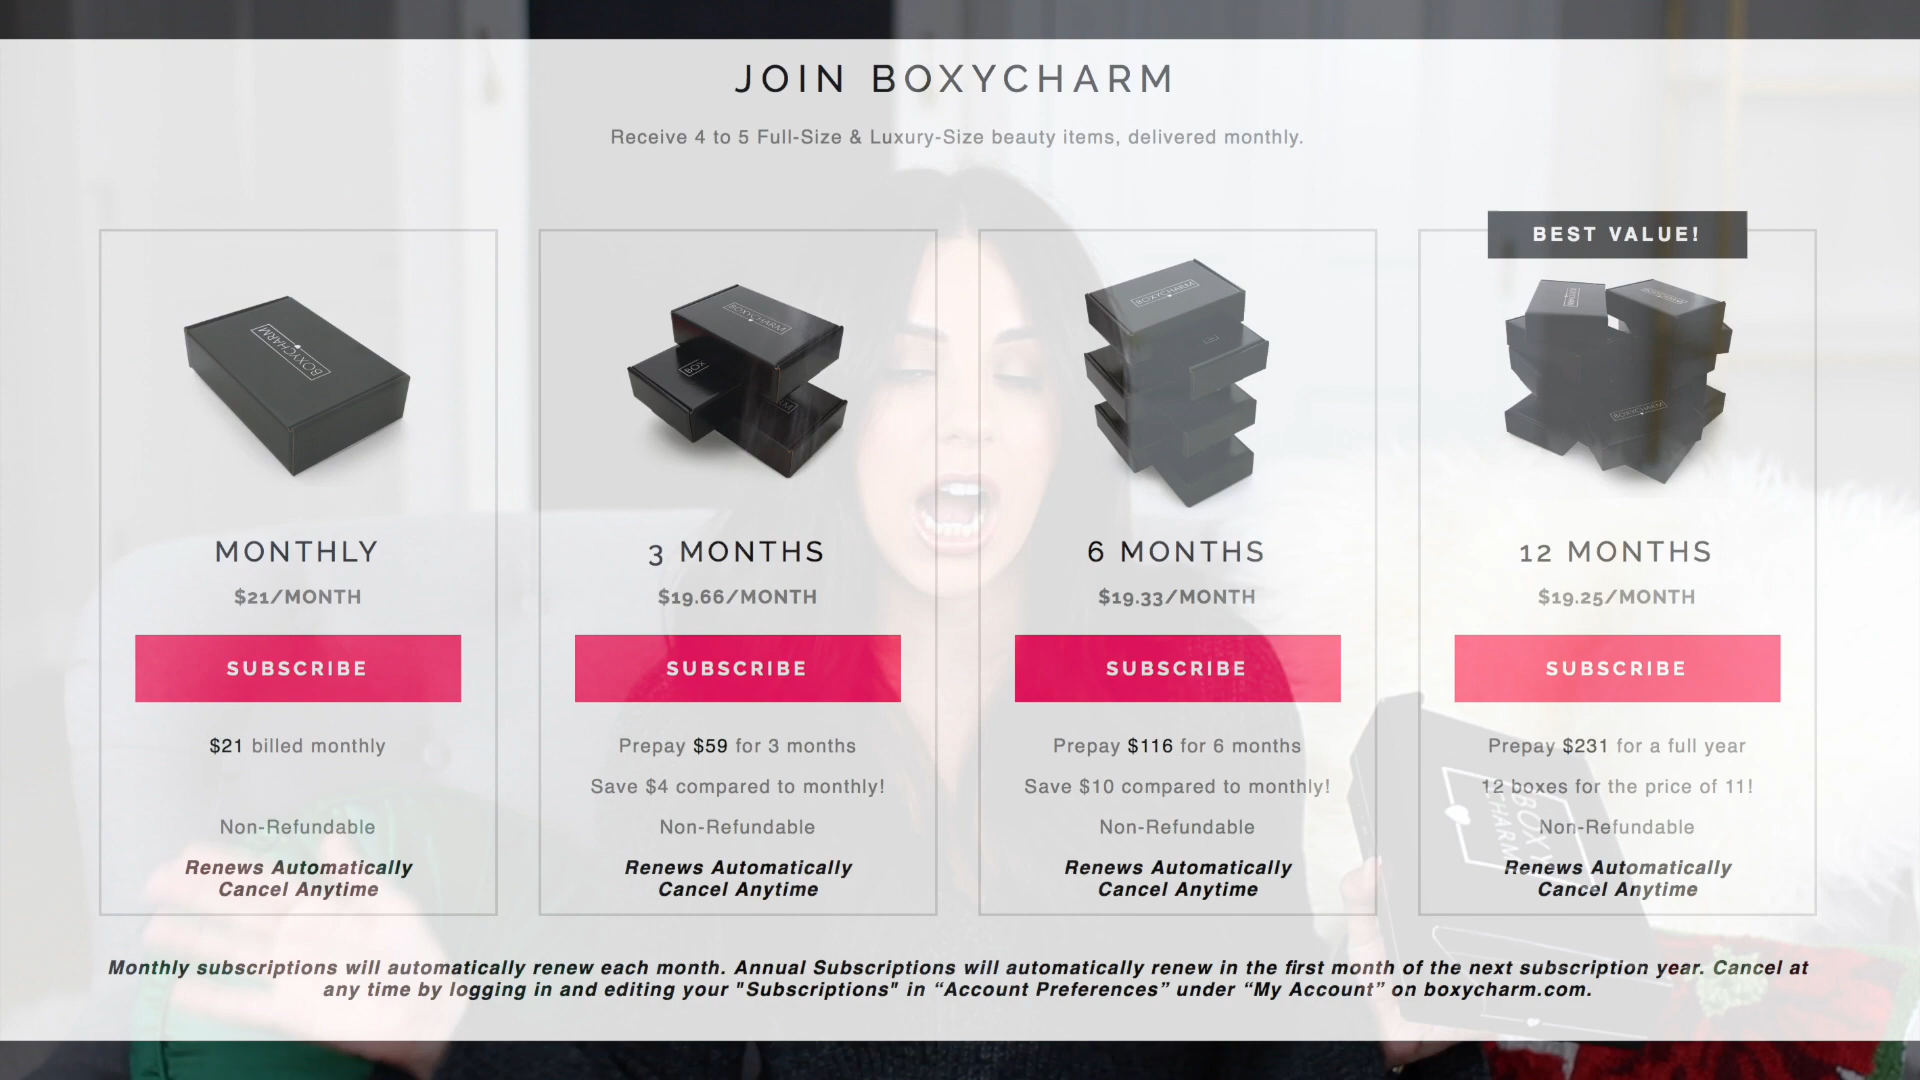 JOIN BOXYCHARM
Receive 4 to 5 Full-Size & Luxury-Size beauty items, delivered monthly.
BEST VALUE!
BOXYCHARM
BOXYCHARM
BOX
BOXYCHARM
BOXYCHARM
MONTHLY
$21/MONTH
SUBSCRIBE
$21 billed monthly
Non-Refundable
Renews Automatically
Cancel Anytime
3 MONTHS
$19.66/MONTH
SUBSCRIBE
Prepay $59 for 3 months
Save $4 compared to monthly!
Non-Refundable
Renews Automatically
Cancel Anytime
6 MONTHS
$19.33/MONTH
SUBSCRIBE
Prepay $116 for 6 months
Save $10 compared to monthly!
Non-Refundable
Renews Automatically
Cancel Anytime
12 MONTHS
$19.25/MONTH
SUBSCRIBE
Prepay $231 for a full year
12 boxes for the price of 11!
Non-Refundable
Renews Automatically
Cancel Anytime
BOXY
CHARM
Monthly subscriptions will automatically renew each month. Annual Subscriptions will automatically renew in the first month of the next subscription year. Cancel at
any time by logging in and editing your "Subscriptions" in “Account Preferences” under “My Account” on boxycharm.com.